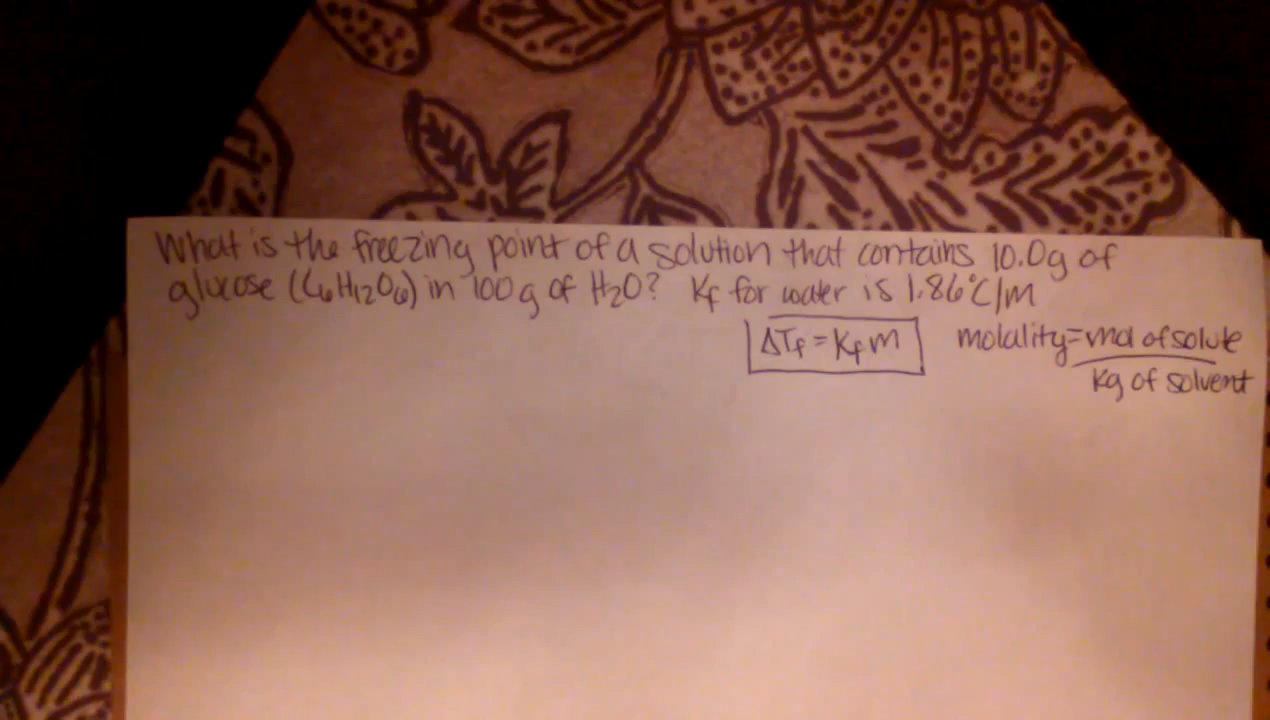 What is the freezing point of a solution that contains 10.0g of
glucose (C6H12O6) in 100g of H2O? Kf for water is 1.86°C/m
ΔTf = Kfm
molality = mol of solute
kg of solvent